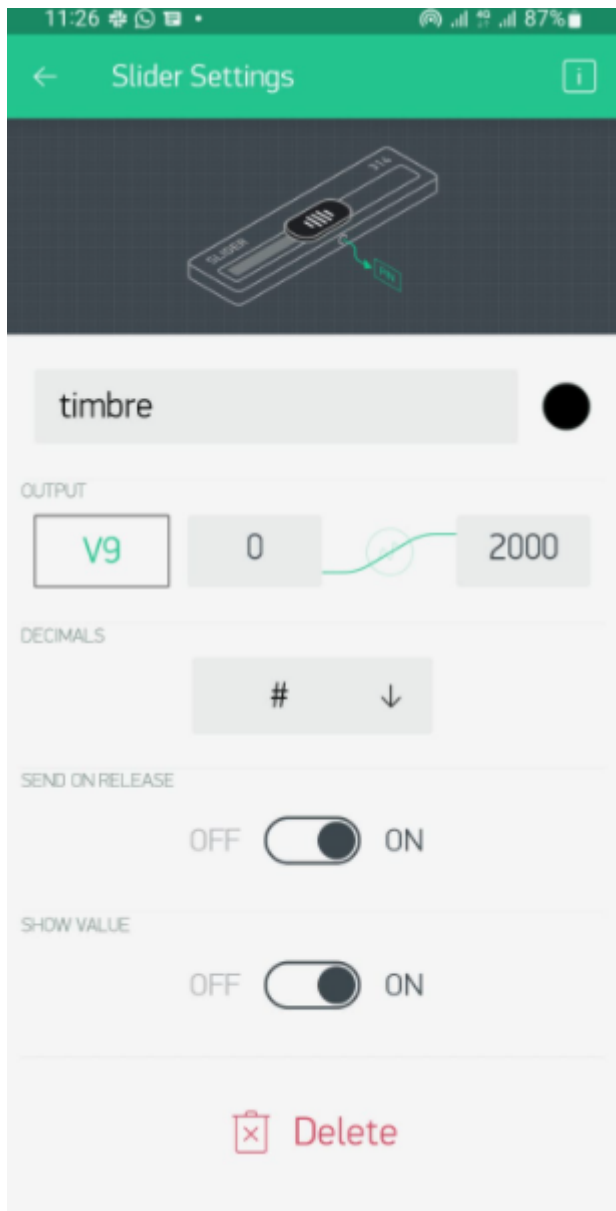 11:26 87%
Slider Settings
314
SLIDER
PIN
timbre
OUTPUT
V9 0 2000
DECIMALS
#
SEND ON RELEASE
OFF ON
SHOW VALUE
OFF ON
Delete